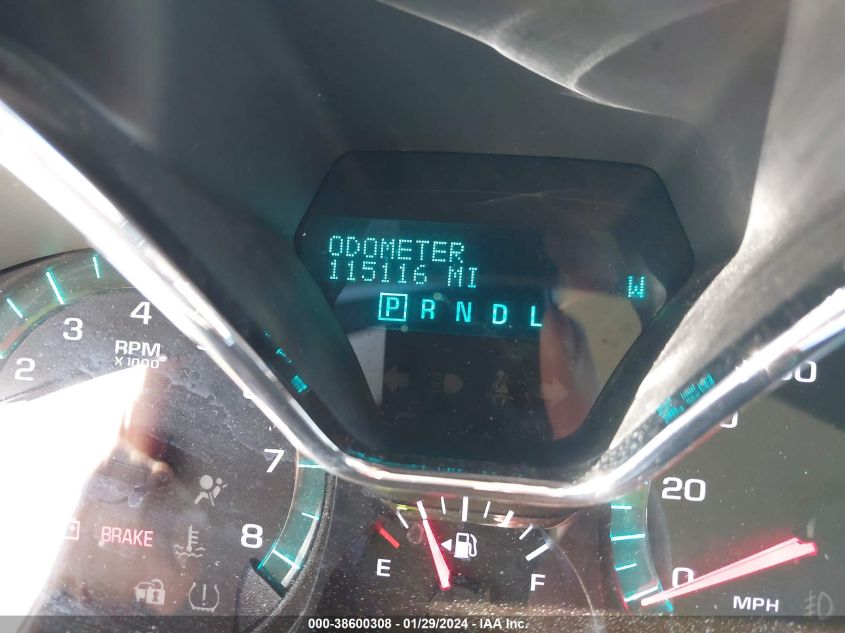 ODOMETER
115116 MI
W
P R N D L
2 3 4
RPM
X 1000
7
8
BRAKE
E F
20
0
MPH
000-38600308 - 01/29/2024 - IAA Inc.